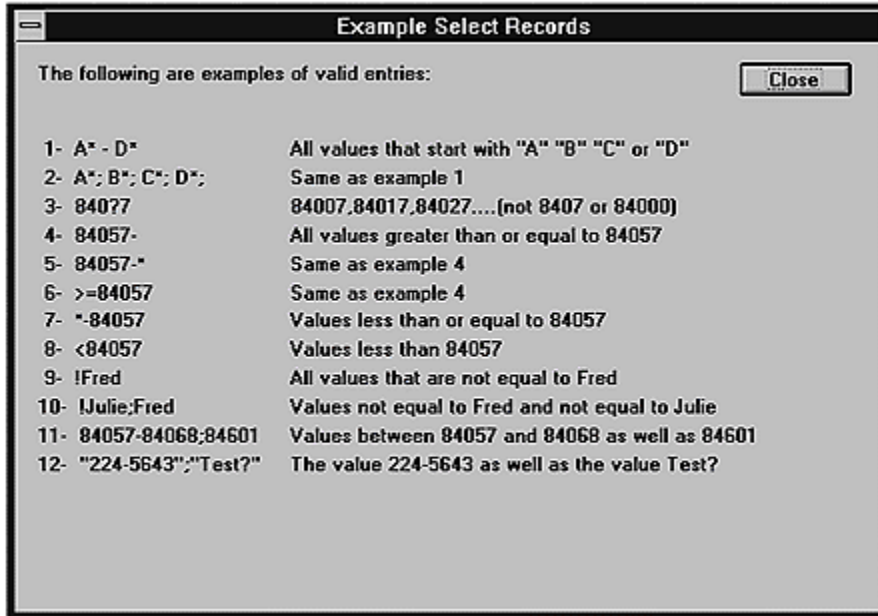 Example Select Records
The following are examples of valid entries:
Close
1- A* - D* All values that start with "A" "B" "C" or "D"
2- A*; B*; C*; D*; Same as example 1
3- 840?7 84007,84017,84027....(not 8407 or 84000)
4- 84057- All values greater than or equal to 84057
5- 84057-* Same as example 4
6- >=84057 Same as example 4
7- *-84057 Values less than or equal to 84057
8- <84057 Values less than 84057
9- !Fred All values that are not equal to Fred
10- !Julie;Fred Values not equal to Fred and not equal to Julie
11- 84057-84068;84601 Values between 84057 and 84068 as well as 84601
12- "224-5643";"Test?" The value 224-5643 as well as the value Test?